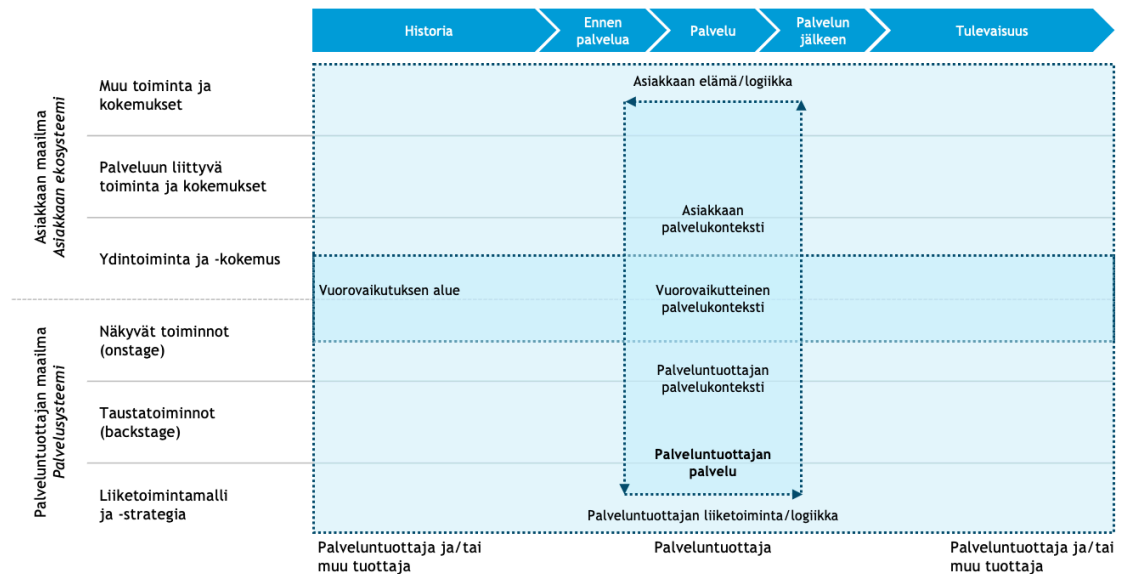 Historia
Ennen
palvelua
Palvelu
Palvelun
jälkeen
Tulevaisuus
Asiakkaan maailma
Asiakkaan ekosysteemi
Muu toiminta ja
kokemukset
Asiakkaan elämä/logiikka
Palveluun liittyvä
toiminta ja kokemukset
Asiakkaan
palvelukonteksti
Ydintoiminta ja -kokemus
Vuorovaikutuksen alue
Vuorovaikutteinen
palvelukonteksti
Palveluntuottajan maailma
Palvelusysteemi
Näkyvät toiminnot
(onstage)
Palveluntuottajan
palvelukonteksti
Taustatoiminnot
(backstage)
Palveluntuottajan
palvelu
Liiketoimintamalli
ja -strategia
Palveluntuottajan liiketoiminta/logiikka
Palveluntuottaja ja/tai
muu tuottaja
Palveluntuottaja
Palveluntuottaja ja/tai
muu tuottaja